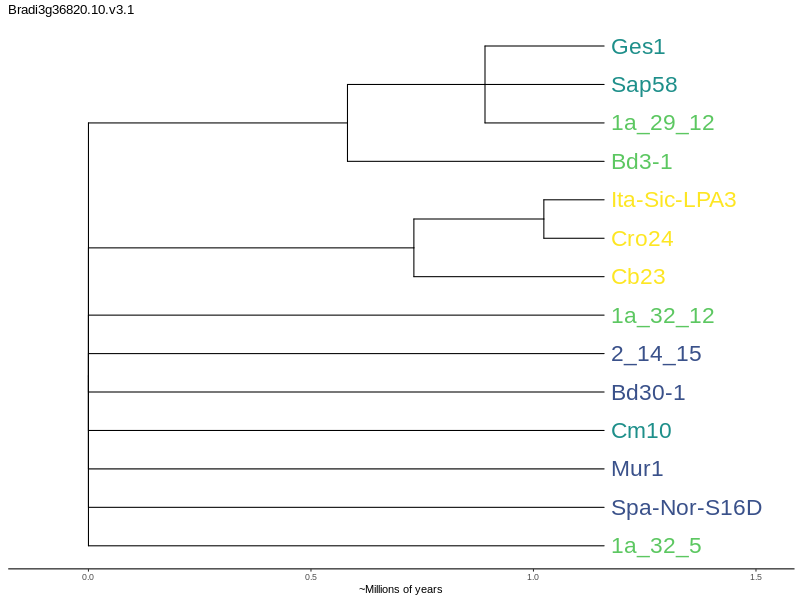 Bradi3g36820.10.v3.1
Ges1
Sap58
1a_29_12
Bd3-1
Ita-Sic-LPA3
Cro24
Cb23
1a_32_12
2_14_15
Bd30-1
Cm10
Mur1
Spa-Nor-S16D
1a_32_5
0.0 0.5 1.0 1.5
~Millions of years